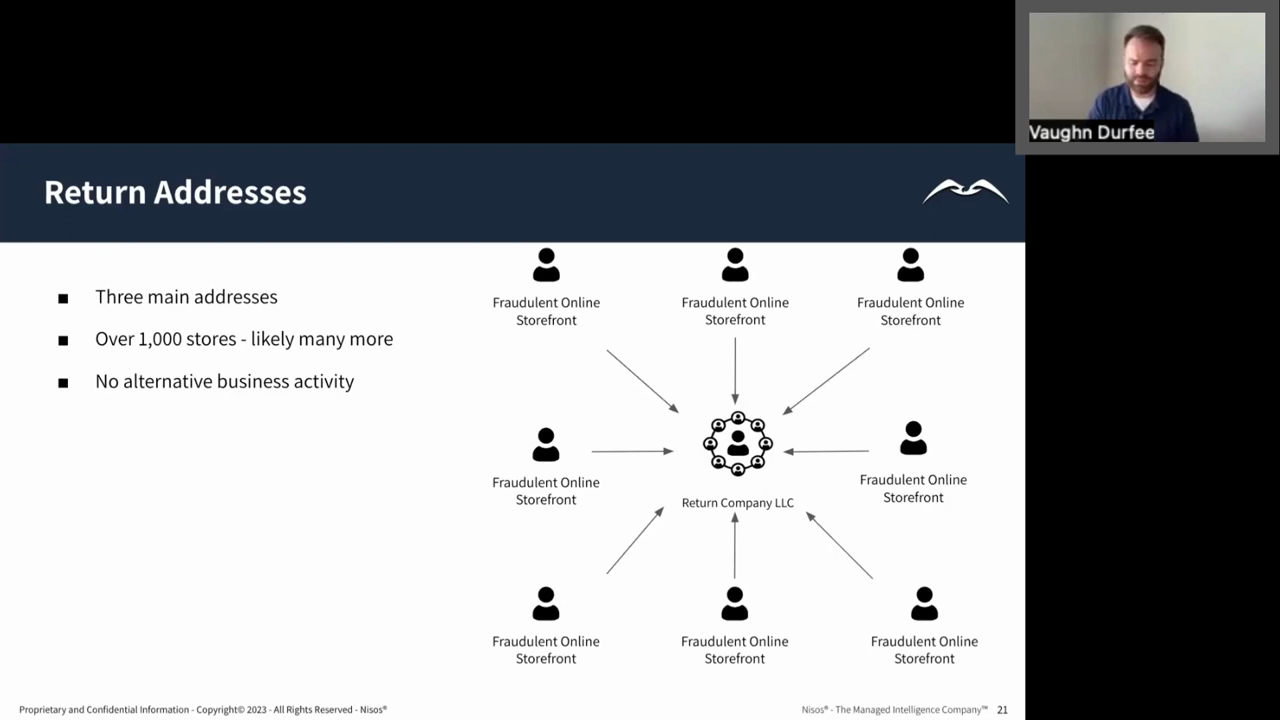 Vaughn Durfee
Return Addresses
■ Three main addresses
■ Over 1,000 stores - likely many more
■ No alternative business activity
Fraudulent Online
Storefront
Fraudulent Online
Storefront
Fraudulent Online
Storefront
Fraudulent Online
Storefront
Return Company LLC
Fraudulent Online
Storefront
Fraudulent Online
Storefront
Fraudulent Online
Storefront
Fraudulent Online
Storefront
Proprietary and Confidential Information - Copyright© 2023 - All Rights Reserved - Nisos®
Nisos® - The Managed Intelligence Company™ 21